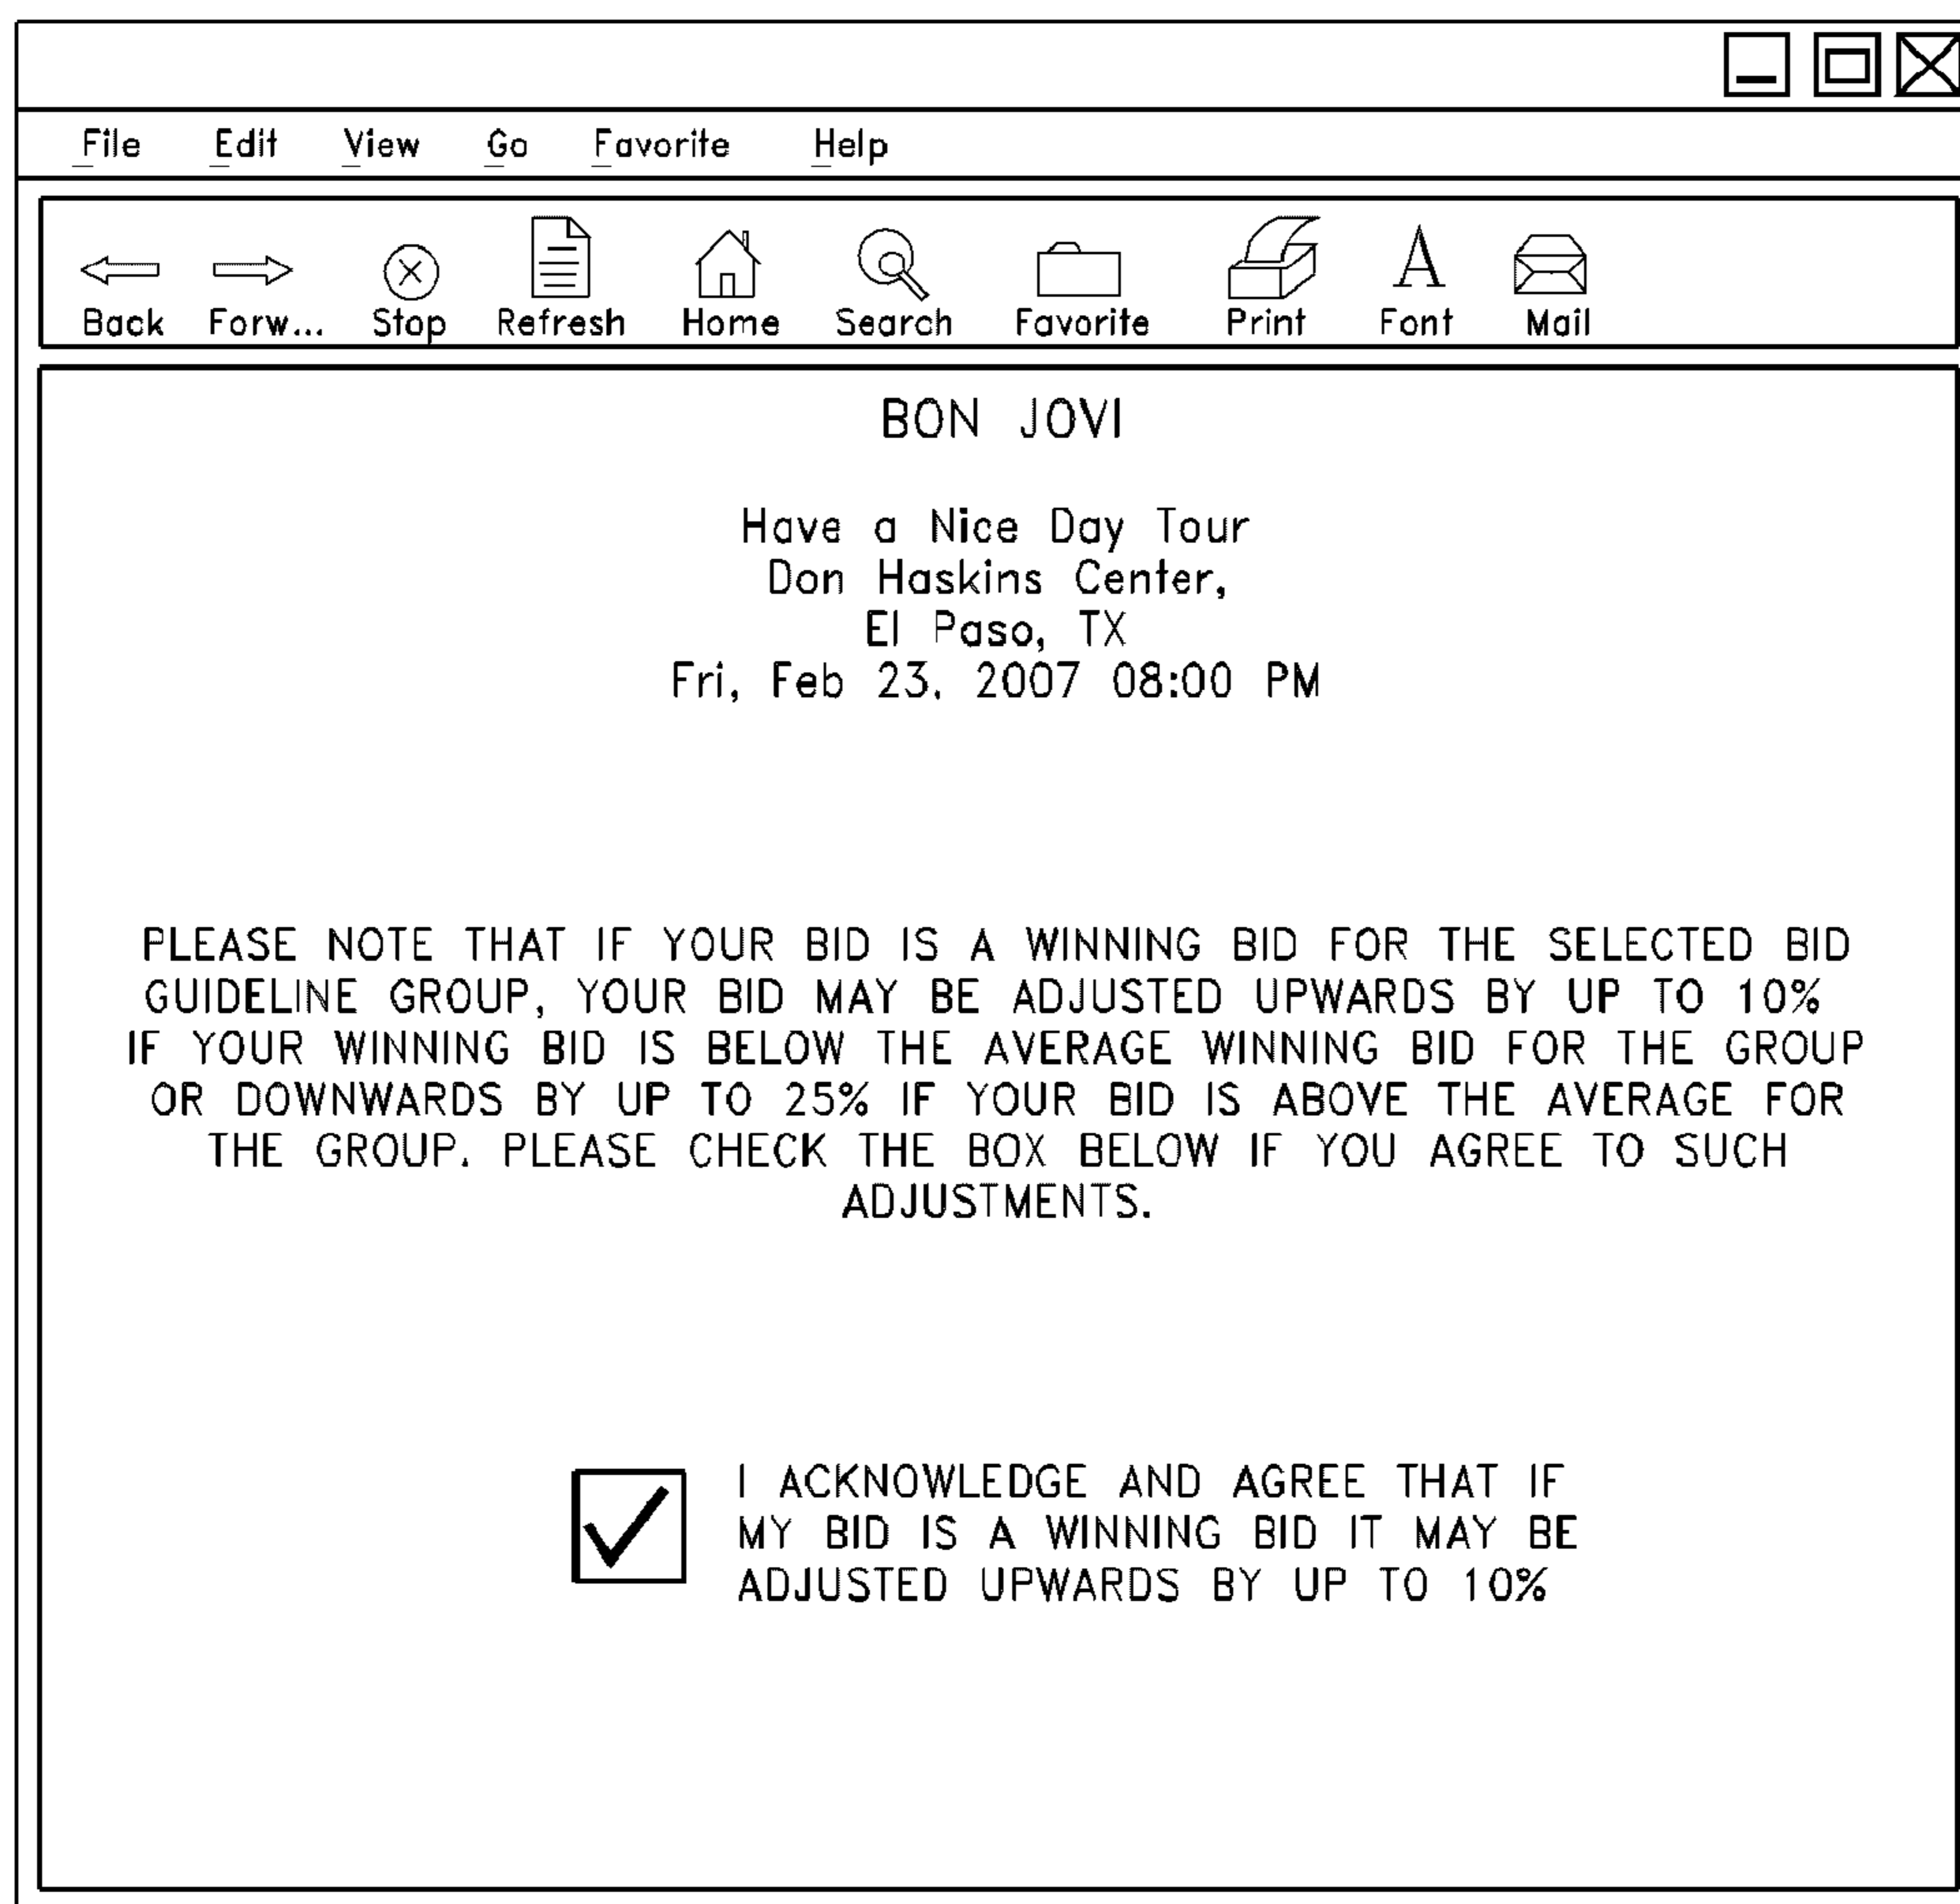 File Edit View Go Favorite Help
Back Forw... Stop Refresh Home Search Favorite Print Font Mail
BON JOVI
Have a Nice Day Tour
Don Haskins Center,
El Paso, TX
Fri, Feb 23. 2007 08:00 PM
PLEASE NOTE THAT IF YOUR BID IS A WINNING BID FOR THE SELECTED BID
GUIDELINE GROUP, YOUR BID MAY BE ADJUSTED UPWARDS BY UP TO 10%
IF YOUR WINNING BID IS BELOW THE AVERAGE WINNING BID FOR THE GROUP
OR DOWNWARDS BY UP TO 25% IF YOUR BID IS ABOVE THE AVERAGE FOR
THE GROUP. PLEASE CHECK THE BOX BELOW IF YOU AGREE TO SUCH
ADJUSTMENTS.
I ACKNOWLEDGE AND AGREE THAT IF
MY BID IS A WINNING BID IT MAY BE
ADJUSTED UPWARDS BY UP TO 10%